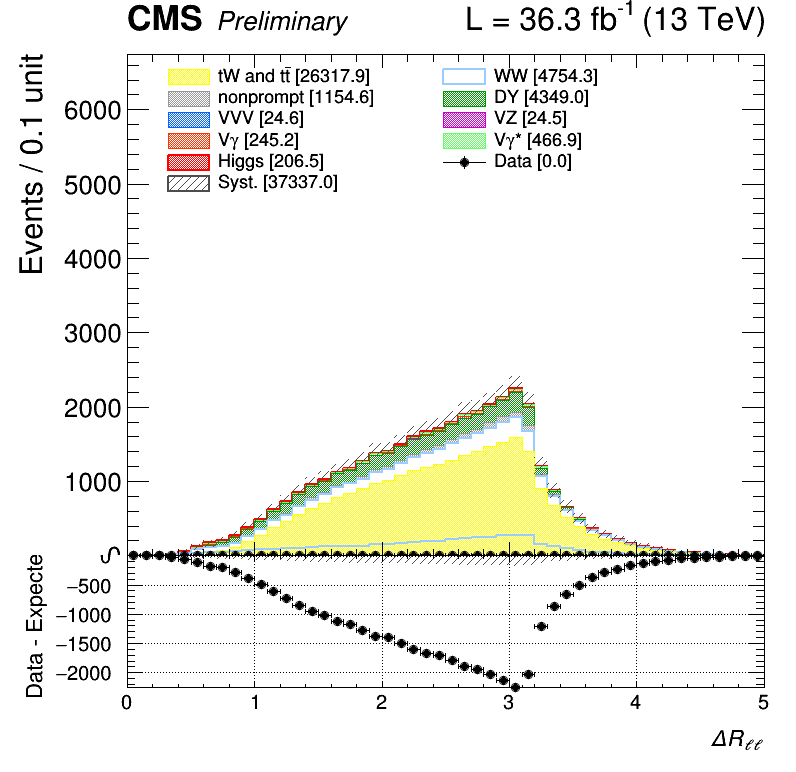 CMS Preliminary L = 36.3 fb-1 (13 TeV)
Events / 0.1 unit
tW and tt̄ [26317.9]
nonprompt [1154.6]
VVV [24.6]
Vγ [245.2]
Higgs [206.5]
Syst. [37337.0]
WW [4754.3]
DY [4349.0]
VZ [24.5]
Vγ* [466.9]
Data [0.0]
6000
5000
4000
3000
2000
1000
0
Data - Expecte
−500
−1000
−1500
−2000
0 1 2 3 4 5
ΔRℓℓ